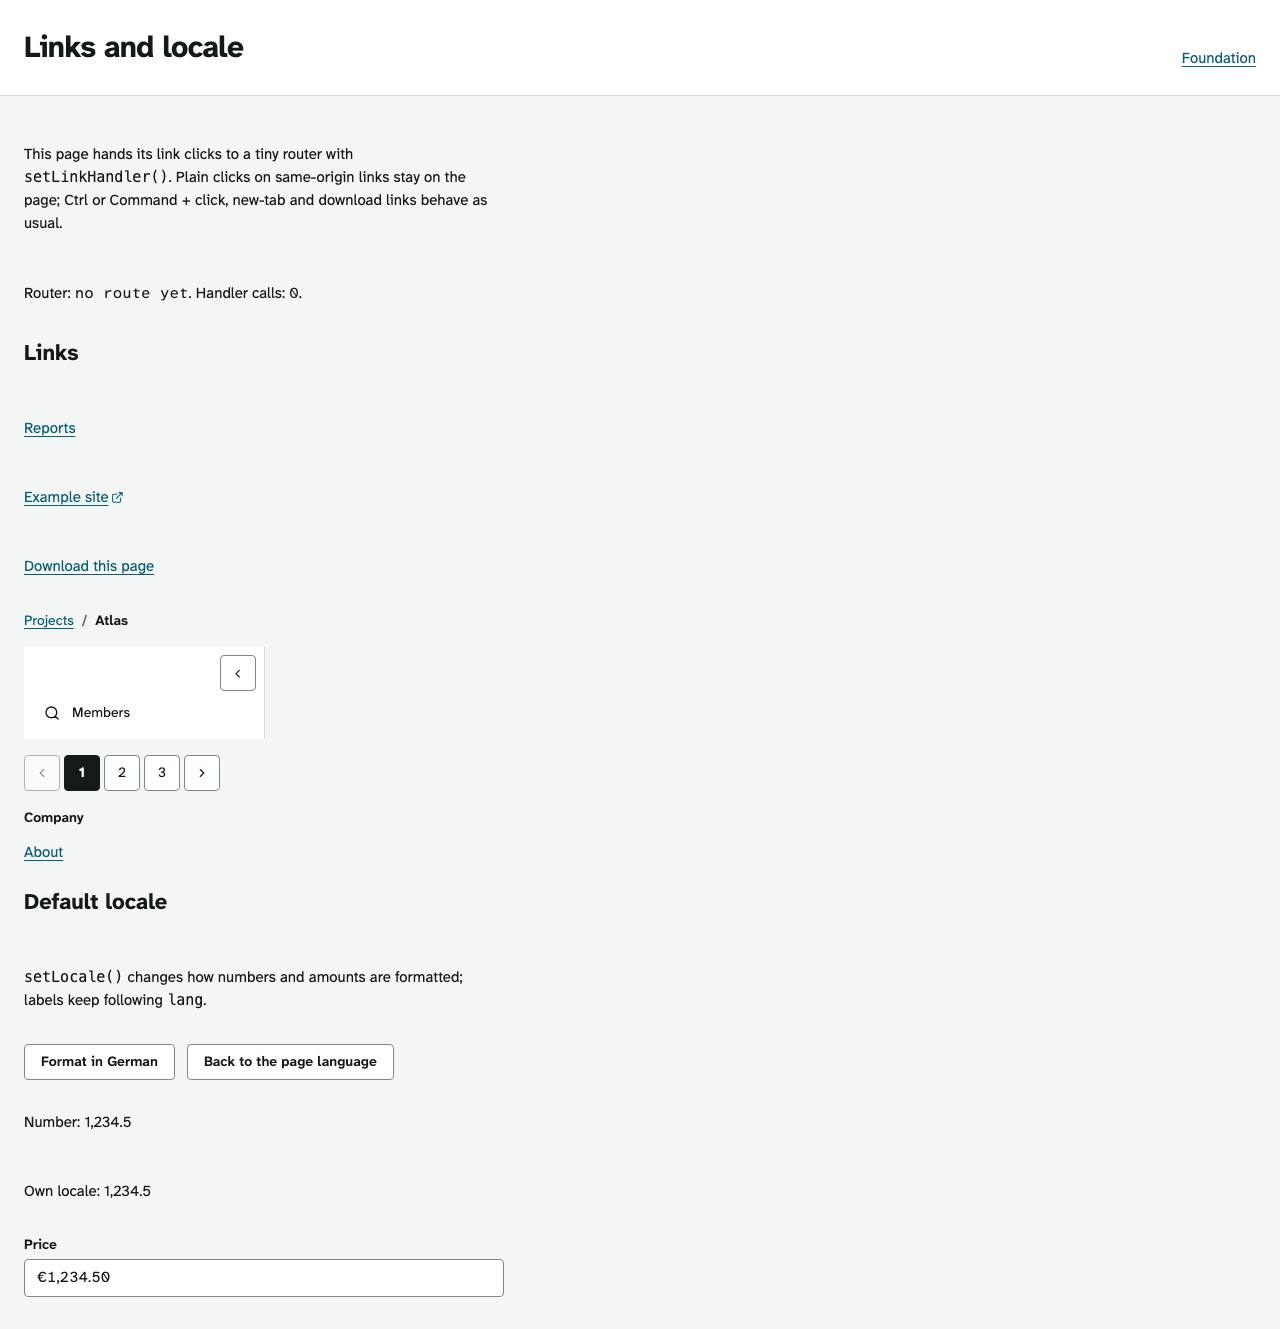 Links and locale
Foundation
This page hands its link clicks to a tiny router with
setLinkHandler(). Plain clicks on same-origin links stay on the
page; Ctrl or Command + click, new-tab and download links behave as
usual.
Router: no route yet. Handler calls: 0.
Links
Reports
Example site
Download this page
Projects / Atlas
Members
1 2 3
Company
About
Default locale
setLocale() changes how numbers and amounts are formatted;
labels keep following lang.
Format in German Back to the page language
Number: 1,234.5
Own locale: 1,234.5
Price
€1,234.50